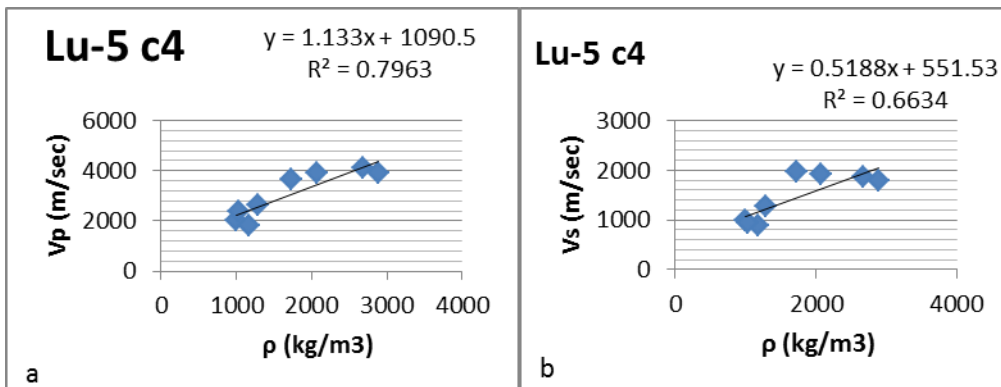 Lu-5 c4
y = 1.133x + 1090.5
R² = 0.7963
Vp (m/sec)
6000
4000
2000
0
0 1000 2000 3000 4000
ρ (kg/m3)
a
Lu-5 c4
y = 0.5188x + 551.53
R² = 0.6634
Vs (m/sec)
3000
2000
1000
0
0 2000 4000
ρ (kg/m3)
b